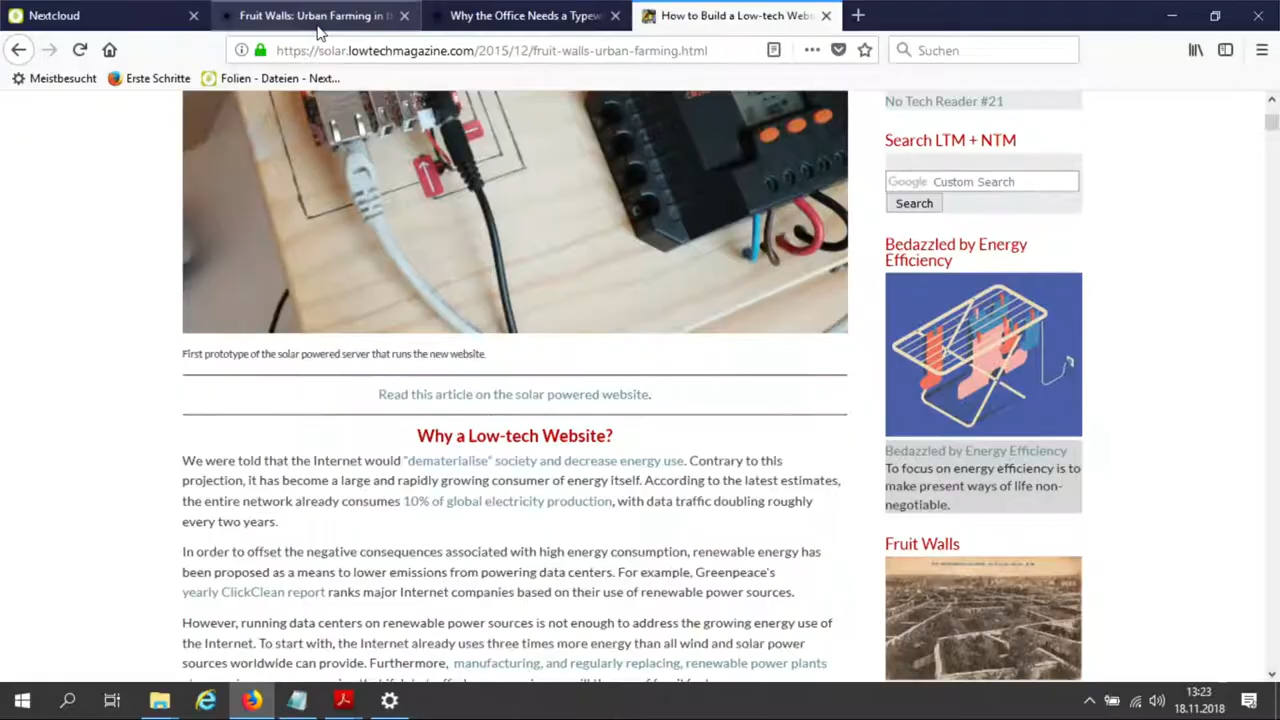 Nextcloud
Fruit Walls: Urban Farming in
Why the Office Needs a Typew
How to Build a Low-tech Web
https://solar.lowtechmagazine.com/2015/12/fruit-walls-urban-farming.html
Suchen
Meistbesucht
Erste Schritte
Folien - Dateien - Next...
First prototype of the solar powered server that runs the new website.
Read this article on the solar powered website.
Why a Low-tech Website?
We were told that the Internet would "dematerialise" society and decrease energy use. Contrary to this
projection, it has become a large and rapidly growing consumer of energy itself. According to the latest estimates,
the entire network already consumes 10% of global electricity production, with data traffic doubling roughly
every two years.
In order to offset the negative consequences associated with high energy consumption, renewable energy has
been proposed as a means to lower emissions from powering data centers. For example, Greenpeace's
yearly ClickClean report ranks major Internet companies based on their use of renewable power sources.
However, running data centers on renewable power sources is not enough to address the growing energy use of
the Internet. To start with, the Internet already uses three times more energy than all wind and solar power
sources worldwide can provide. Furthermore, manufacturing, and regularly replacing, renewable power plants
No Tech Reader #21
Search LTM + NTM
Google Custom Search
Search
Bedazzled by Energy
Efficiency
Bedazzled by Energy Efficiency
To focus on energy efficiency is to
make present ways of life non-
negotiable.
Fruit Walls
13:23
18.11.2018